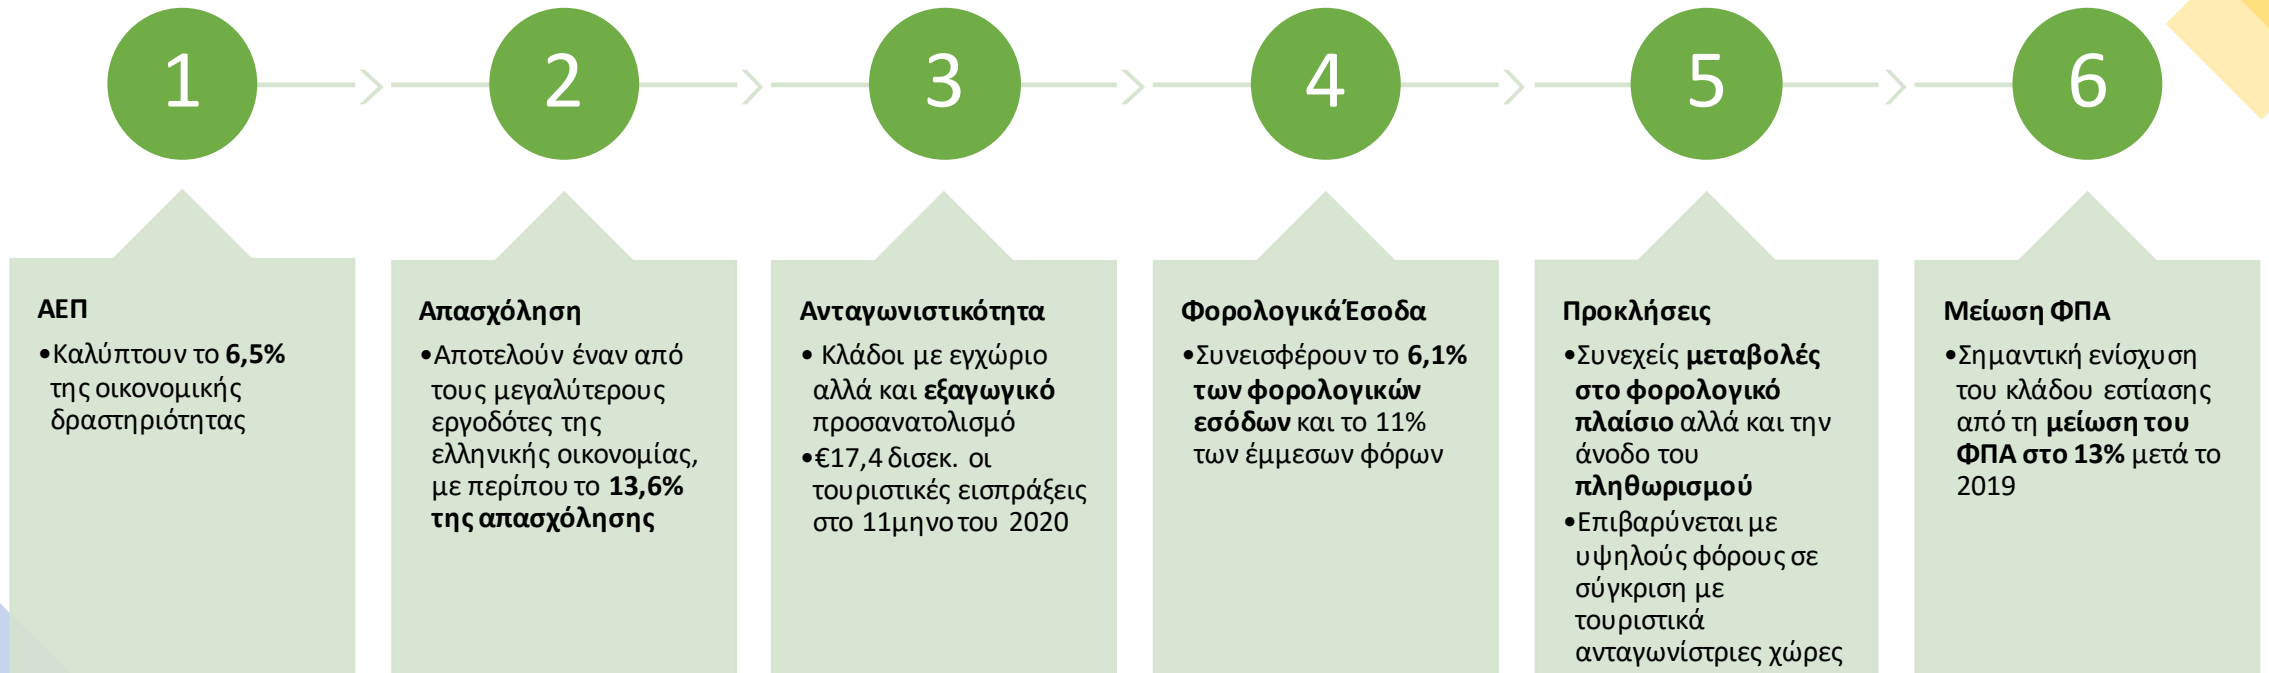 1
2
3
4
5
6
ΑΕΠ
•Καλύπτουν το 6,5%
της οικονομικής
δραστηριότητας
Απασχόληση
•Αποτελούν έναν από
τους μεγαλύτερους
εργοδότες της
ελληνικής οικονομίας,
με περίπου το 13,6%
της απασχόλησης
Ανταγωνιστικότητα
• Κλάδοι με εγχώριο
αλλά και εξαγωγικό
προσανατολισμό
•€17,4 δισεκ. οι
τουριστικές εισπράξεις
στο 11μηνο του 2020
Φορολογικά Έσοδα
•Συνεισφέρουν το 6,1%
των φορολογικών
εσόδων και το 11%
των έμμεσων φόρων
Προκλήσεις
•Συνεχείς μεταβολές
στο φορολογικό
πλαίσιο αλλά και την
άνοδο του
πληθωρισμού
•Επιβαρύνεται με
υψηλούς φόρους σε
σύγκριση με
τουριστικά
ανταγωνίστριες χώρες
Μείωση ΦΠΑ
•Σημαντική ενίσχυση
του κλάδου εστίασης
από τη μείωση του
ΦΠΑ στο 13% μετά το
2019